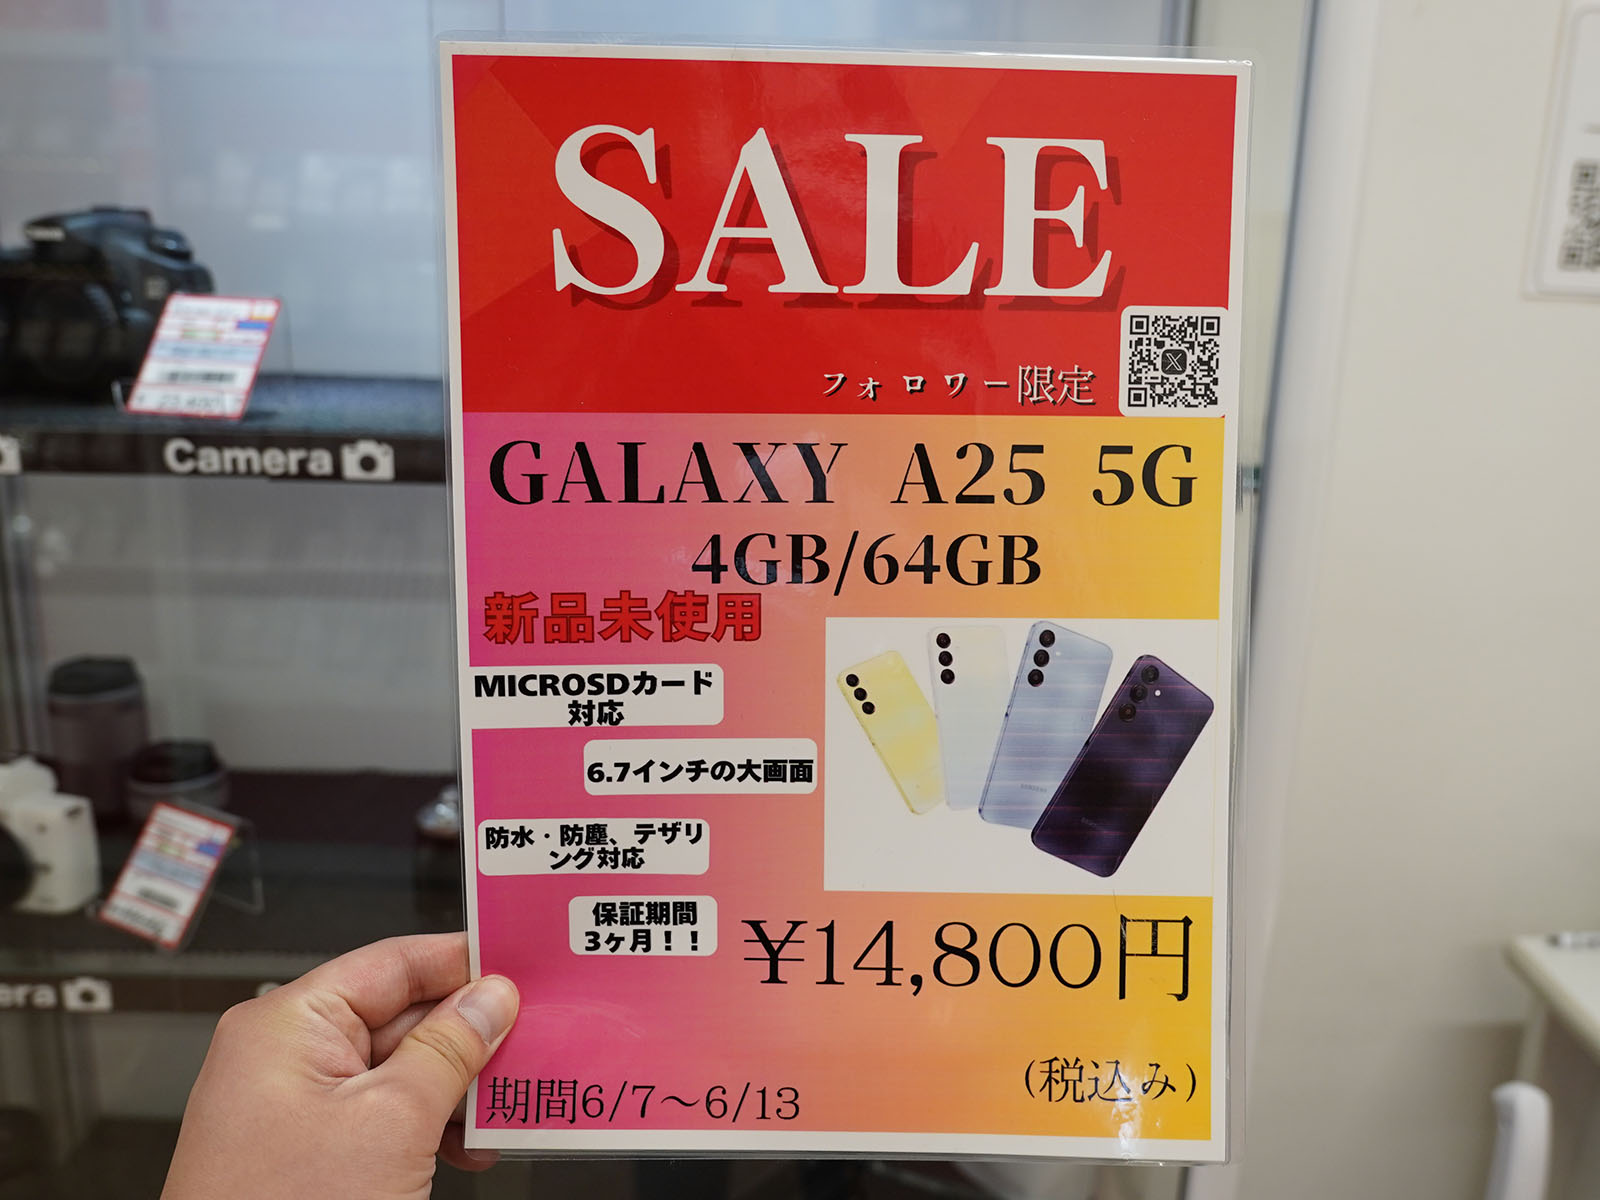 SALE
フォロワー限定
GALAXY A25 5G
4GB/64GB
新品未使用
MICROSDカード
対応
6.7インチの大画面
防水・防塵、テザリ
ング対応
保証期間
3ヶ月！！
¥14,800円
(税込み)
期間6/7〜6/13
Camera